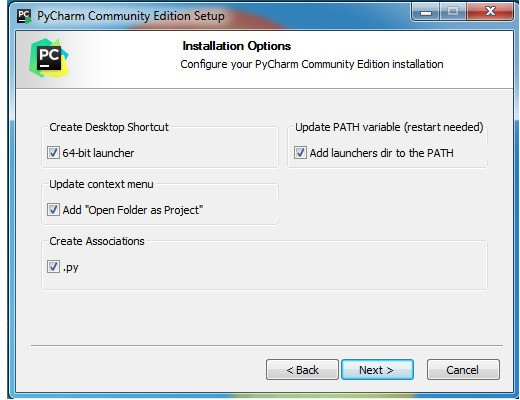 PC PyCharm Community Edition Setup
PC
Installation Options
Configure your PyCharm Community Edition installation
Create Desktop Shortcut
64-bit launcher
Update PATH variable (restart needed)
Add launchers dir to the PATH
Update context menu
Add "Open Folder as Project"
Create Associations
.py
< Back
Next >
Cancel